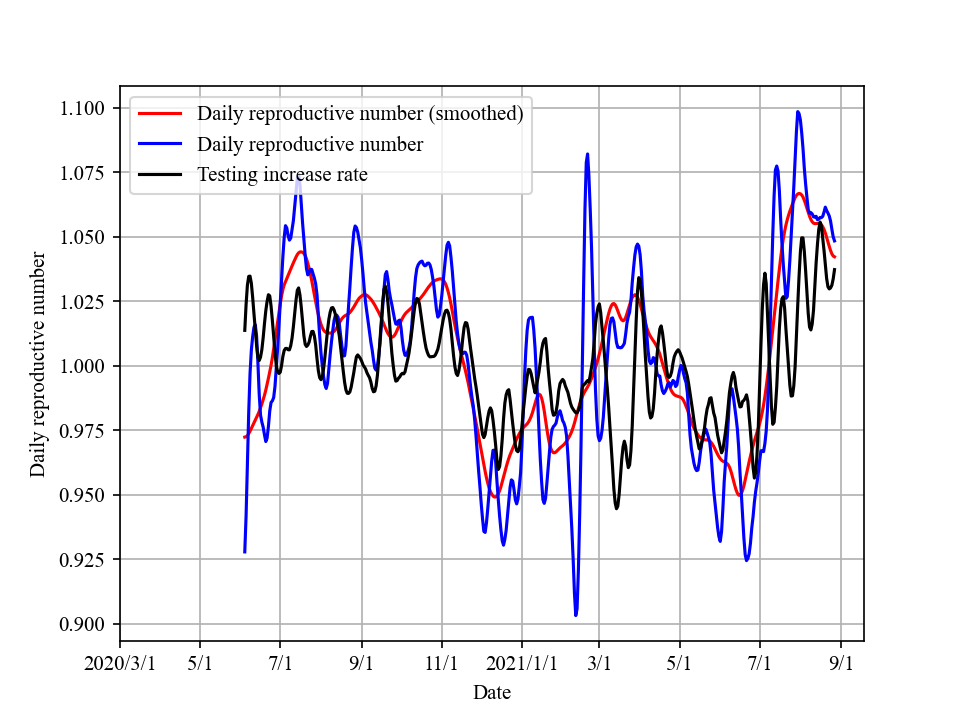 Daily reproductive number (smoothed)
Daily reproductive number
Testing increase rate
1.100
1.075
1.050
1.025
1.000
0.975
0.950
0.925
0.900
Daily reproductive number
2020/3/1 5/1 7/1 9/1 11/1 2021/1/1 3/1 5/1 7/1 9/1
Date